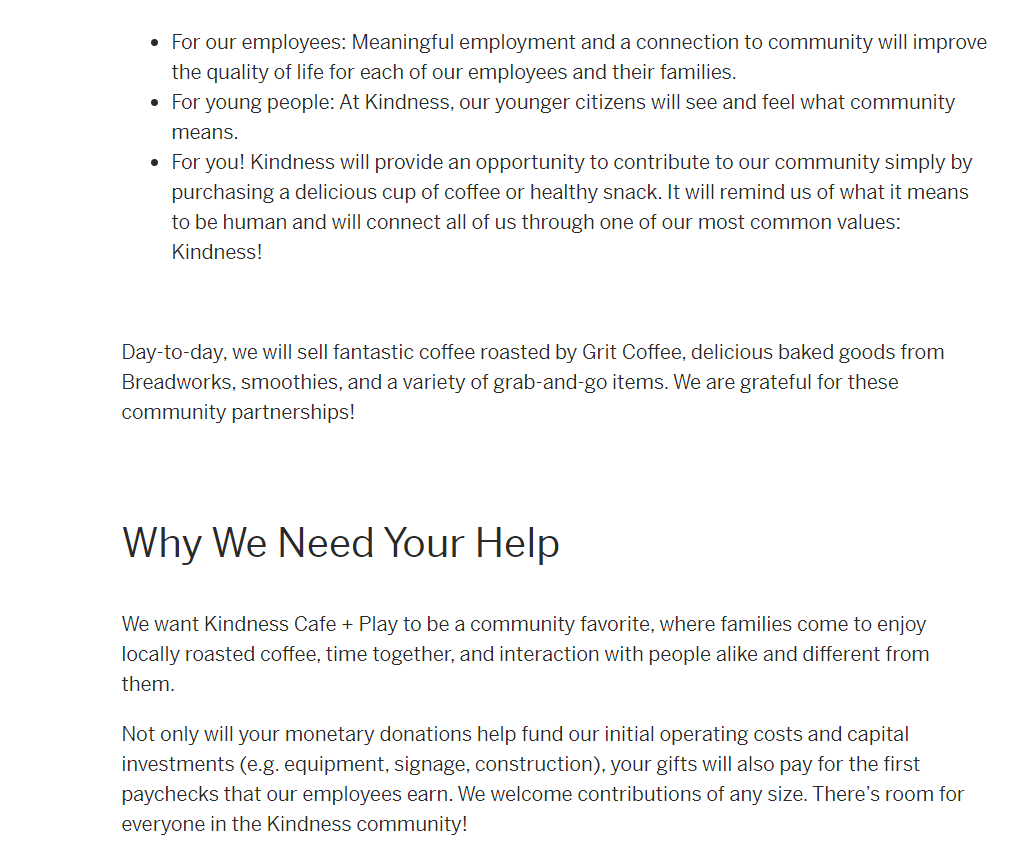 • For our employees: Meaningful employment and a connection to community will improve
the quality of life for each of our employees and their families.
• For young people: At Kindness, our younger citizens will see and feel what community
means.
• For you! Kindness will provide an opportunity to contribute to our community simply by
purchasing a delicious cup of coffee or healthy snack. It will remind us of what it means
to be human and will connect all of us through one of our most common values:
Kindness!
Day-to-day, we will sell fantastic coffee roasted by Grit Coffee, delicious baked goods from
Breadworks, smoothies, and a variety of grab-and-go items. We are grateful for these
community partnerships!
Why We Need Your Help
We want Kindness Cafe + Play to be a community favorite, where families come to enjoy
locally roasted coffee, time together, and interaction with people alike and different from
them.
Not only will your monetary donations help fund our initial operating costs and capital
investments (e.g. equipment, signage, construction), your gifts will also pay for the first
paychecks that our employees earn. We welcome contributions of any size. There’s room for
everyone in the Kindness community!